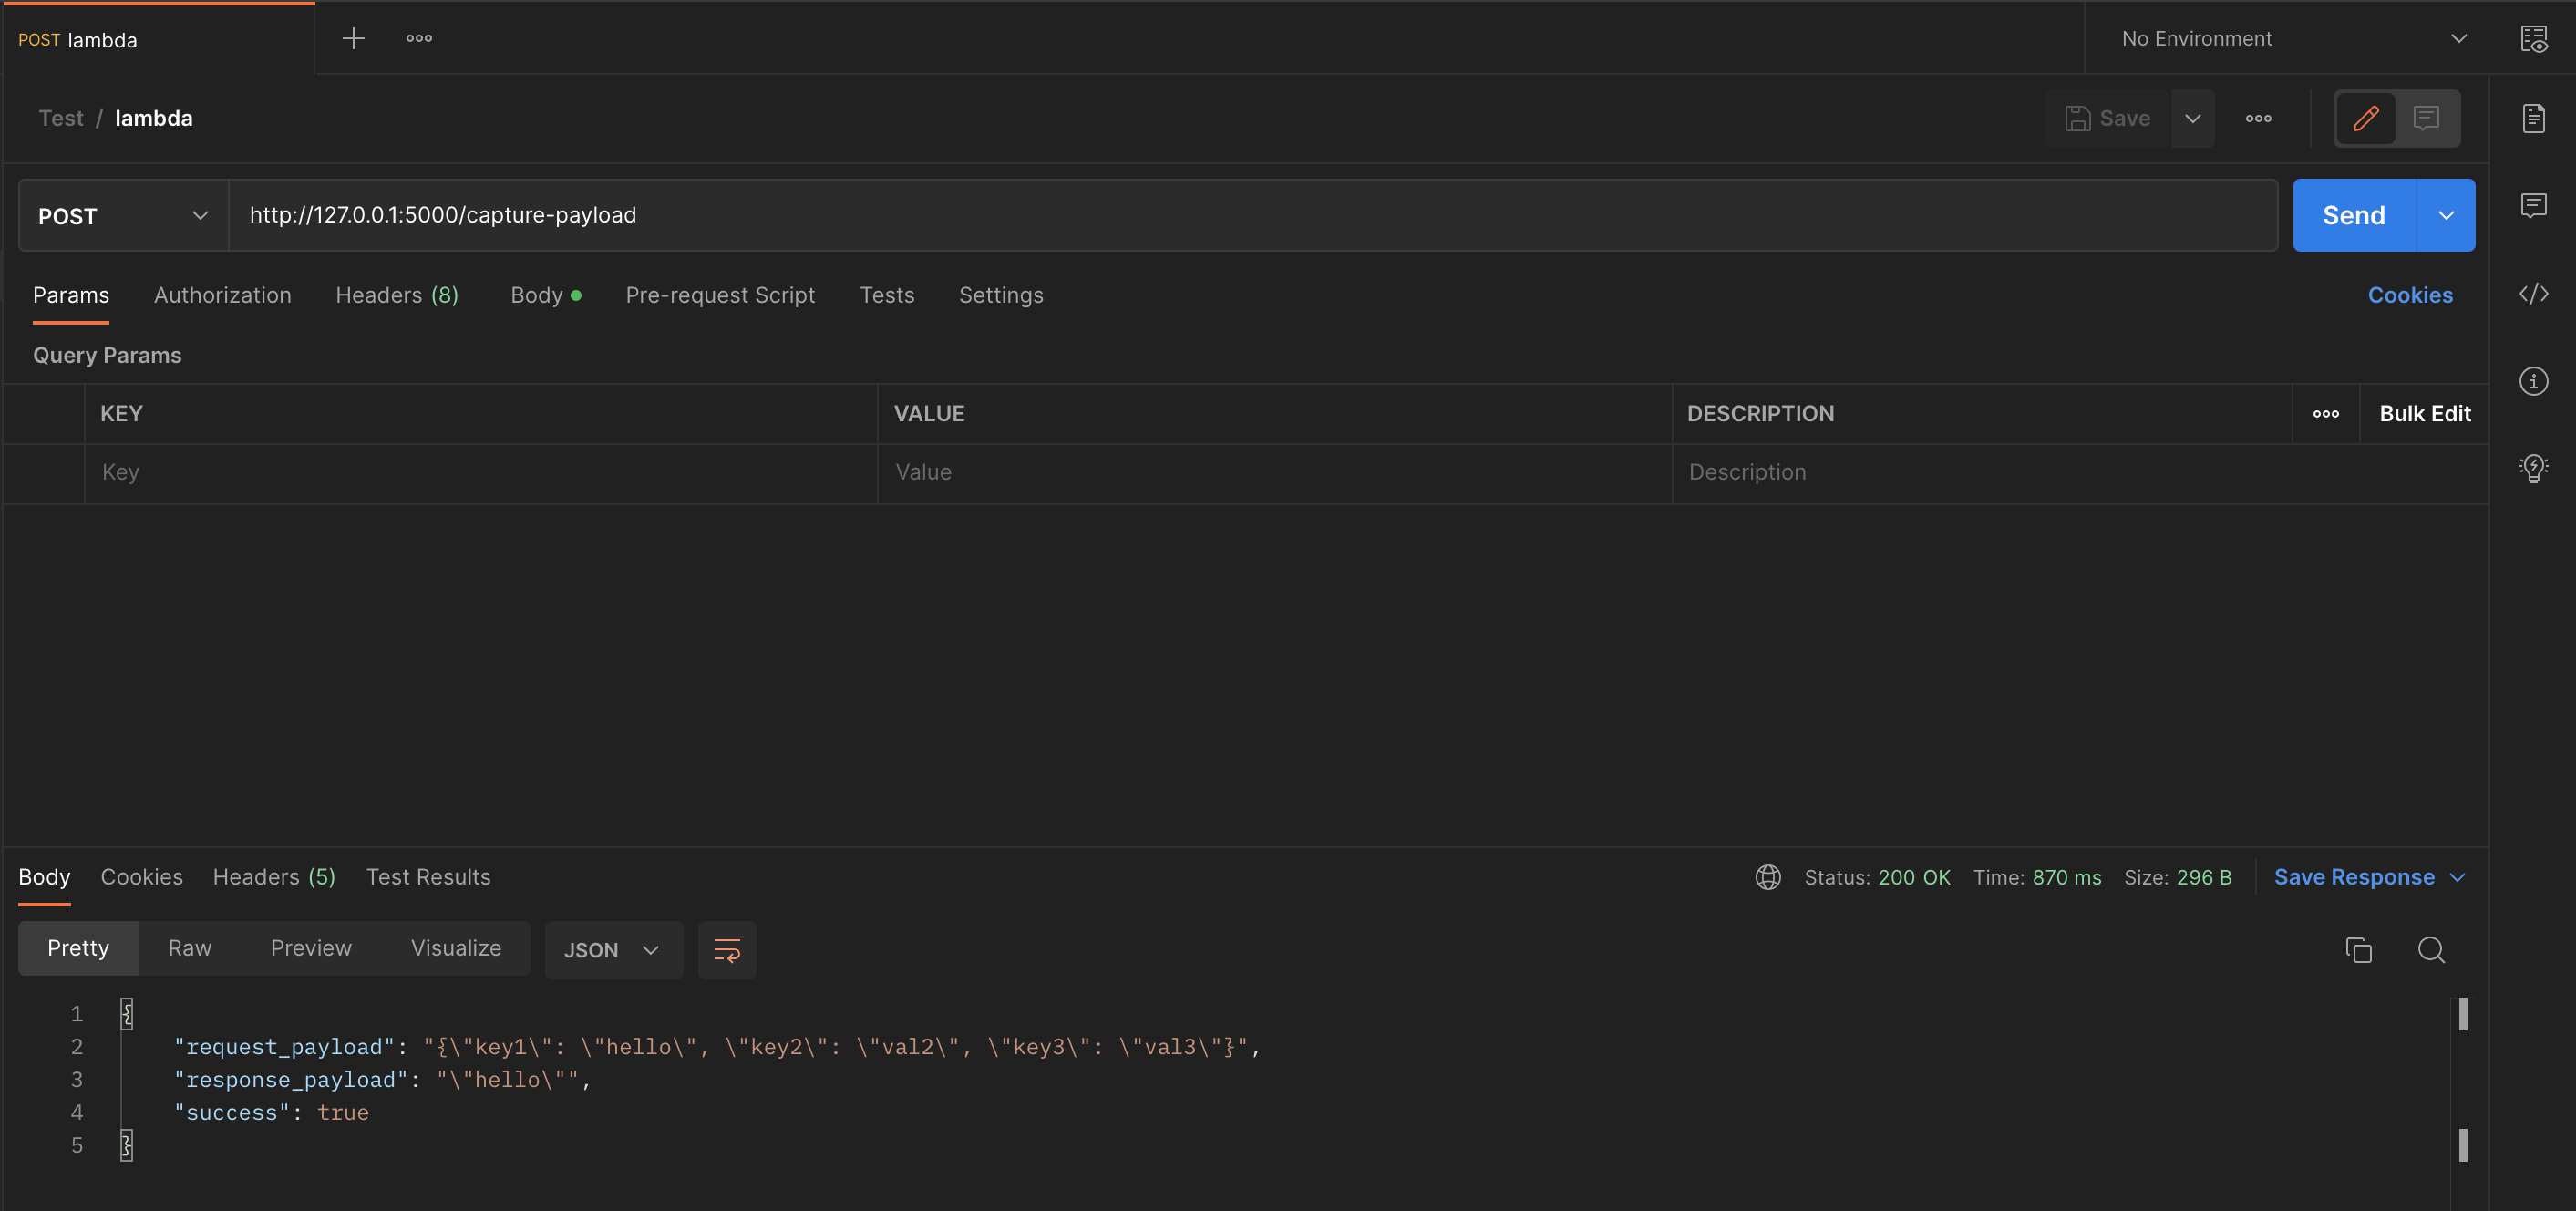 POST lambda
No Environment
Test / lambda
Save
POST
http://127.0.0.1:5000/capture-payload
Send
Params Authorization Headers (8) Body Pre-request Script Tests Settings
Cookies
Query Params
KEY VALUE DESCRIPTION Bulk Edit
Key Value Description
Body Cookies Headers (5) Test Results
Status: 200 OK Time: 870 ms Size: 296 B Save Response
Pretty Raw Preview Visualize JSON
1 {
2 "request_payload": "{\"key1\": \"hello\", \"key2\": \"val2\", \"key3\": \"val3\"}",
3 "response_payload": "\"hello\"",
4 "success": true
5 }